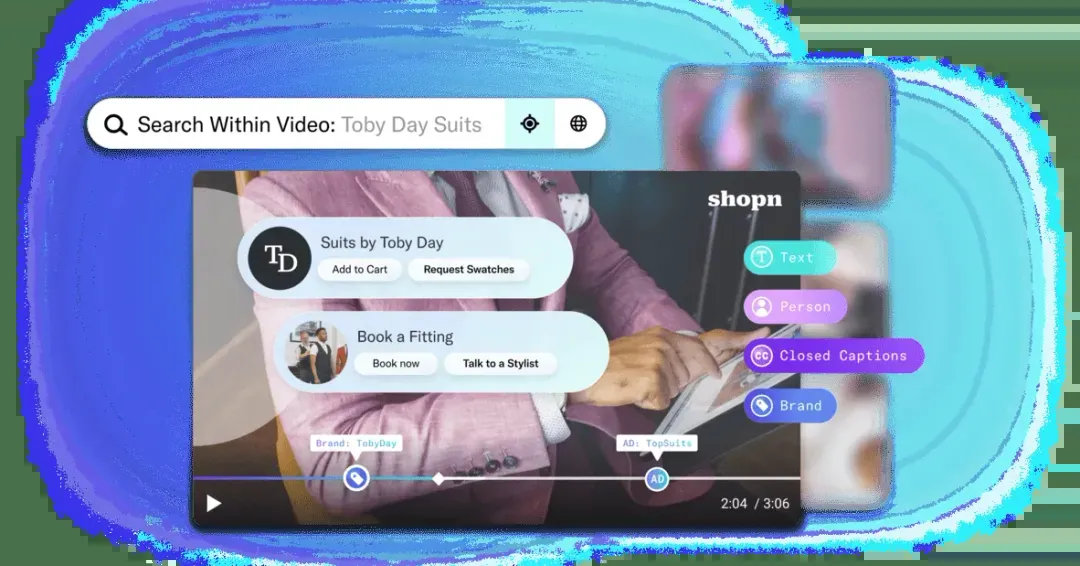 Search Within Video: Toby Day Suits
shopn
TD
Suits by Toby Day
Add to Cart
Request Swatches
Text
Person
Book a Fitting
Book now
Talk to a Stylist
CC Closed Captions
Brand
Brand: TobyDay
AD: TopSuits
AD
2:04 / 3:06